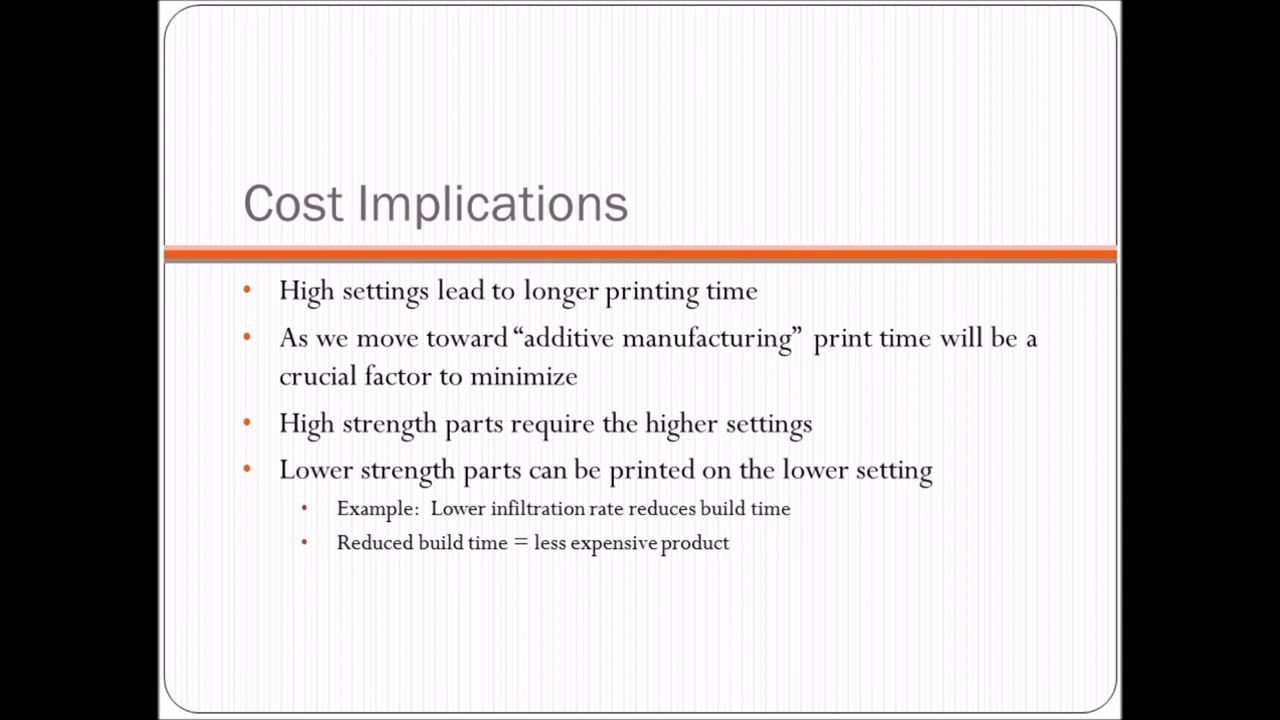 Cost Implications
• High settings lead to longer printing time
• As we move toward “additive manufacturing” print time will be a
crucial factor to minimize
• High strength parts require the higher settings
• Lower strength parts can be printed on the lower setting
• Example: Lower infiltration rate reduces build time
• Reduced build time = less expensive product